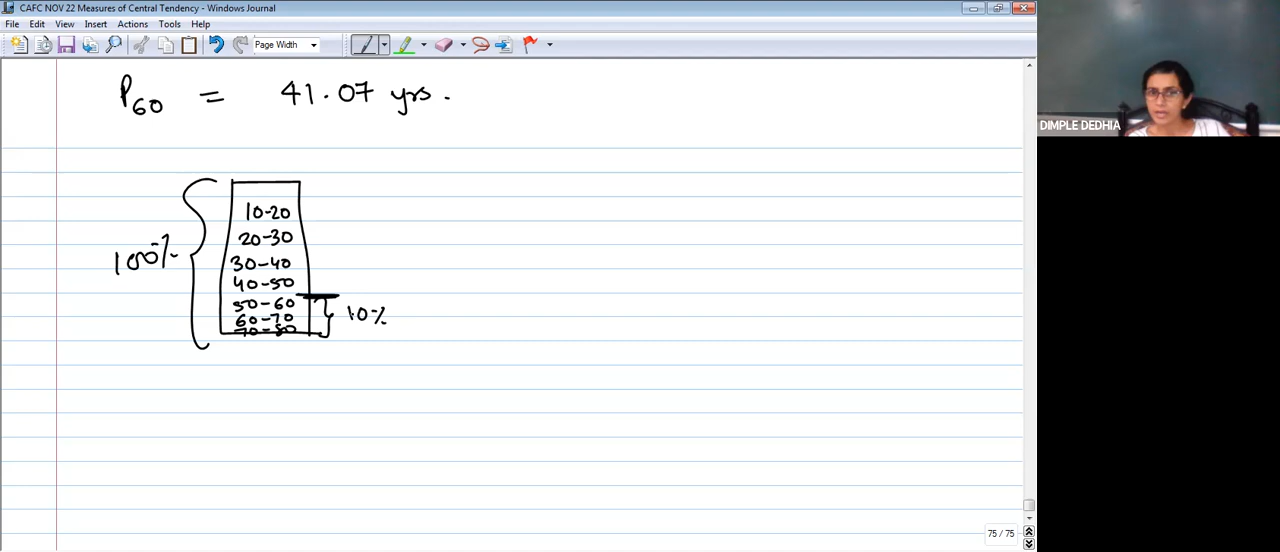 CAFC NOV 22 Measures of Central Tendency - Windows Journal
File Edit View Insert Actions Tools Help
Page Width
DIMPLE DEDHIA
P60 = 41.07 yrs.
10-20
20-30
30-40
100%
40-50
50-60
60-70
10%
70-80
75 / 75